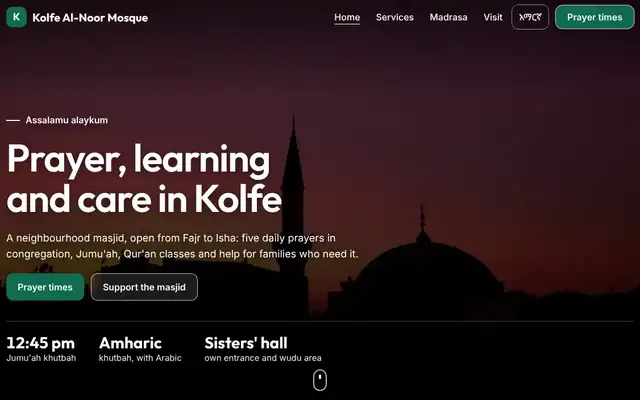 K
Kolfe Al-Noor Mosque
Home
Services
Madrasa
Visit
አማርኛ
Prayer times
Assalamu alaykum
Prayer, learning
and care in Kolfe
A neighbourhood masjid, open from Fajr to Isha: five daily prayers in
congregation, Jumu'ah, Qur'an classes and help for families who need it.
Prayer times
Support the masjid
12:45 pm
Jumu'ah khutbah
Amharic
khutbah, with Arabic
Sisters' hall
own entrance and wudu area